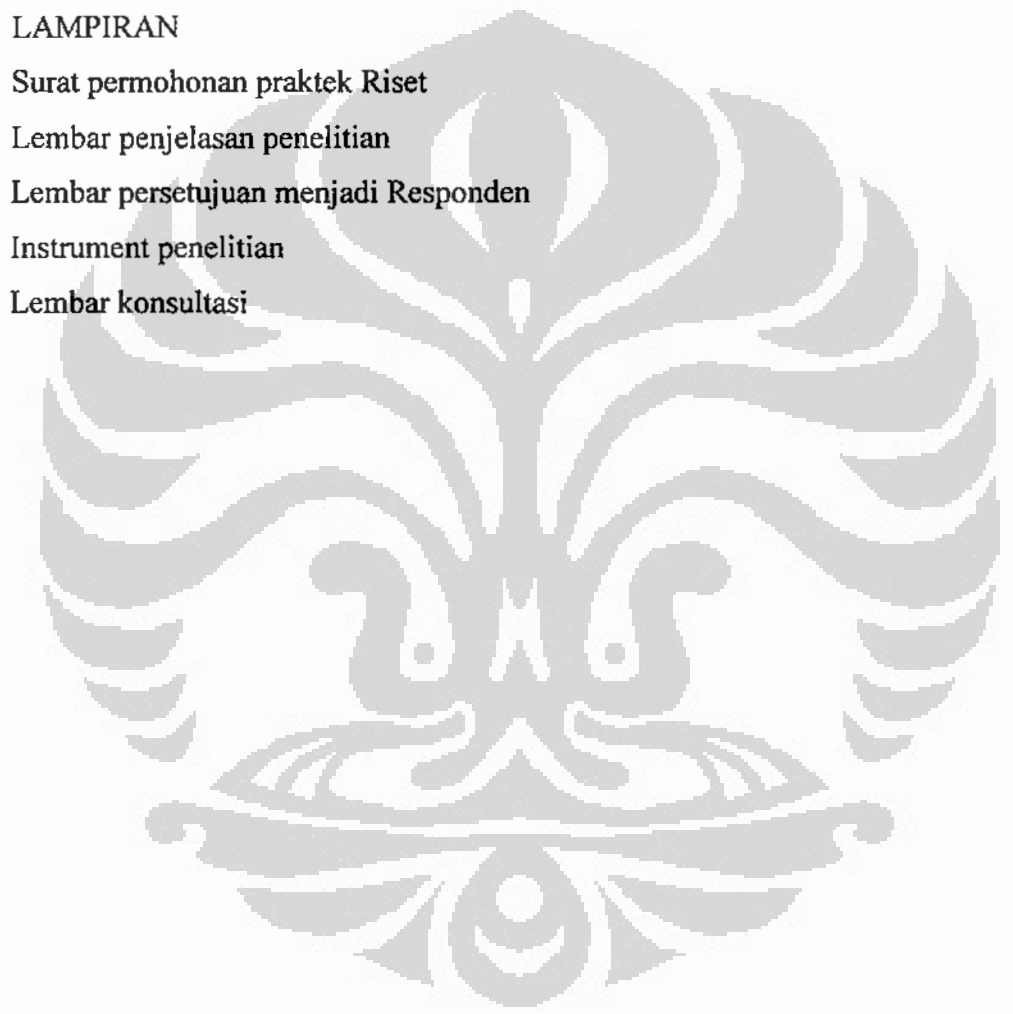 LAMPIRAN
Surat permohonan praktek Riset
Lembar penjelasan penelitian
Lembar persetujuan menjadi Responden
Instrument penelitian
Lembar konsultasi